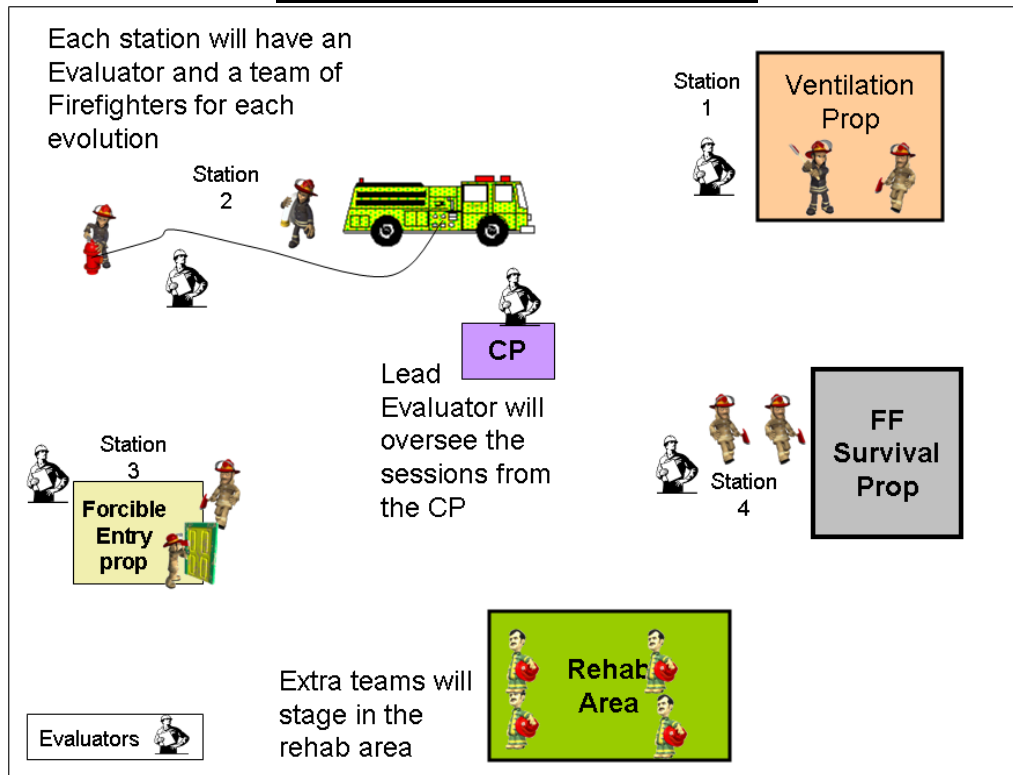 Each station will have an
Evaluator and a team of
Firefighters for each
evolution
Station
1
Ventilation
Prop
Station
2
CP
Lead
Evaluator will
oversee the
sessions from
the CP
Station
3
Forcible
Entry
prop
Station
4
FF
Survival
Prop
Extra teams will
stage in the
rehab area
Rehab
Area
Evaluators